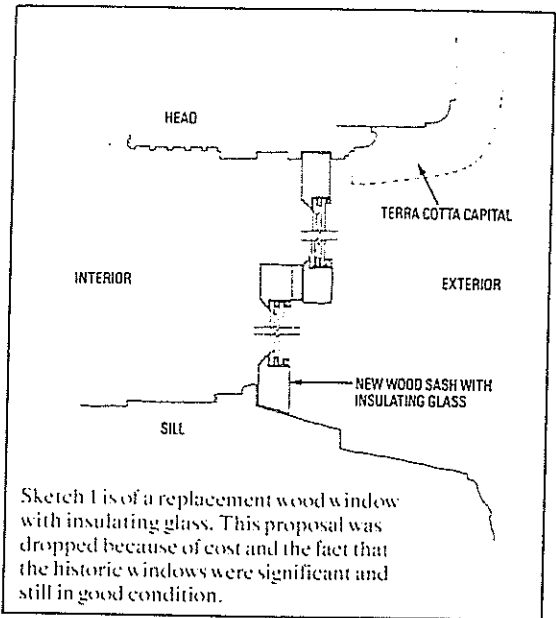 HEAD
TERRA COTTA CAPITAL
INTERIOR
EXTERIOR
NEW WOOD SASH WITH
INSULATING GLASS
SILL
Sketch 1 is of a replacement wood window
with insulating glass. This proposal was
dropped because of cost and the fact that
the historic windows were significant and
still in good condition.